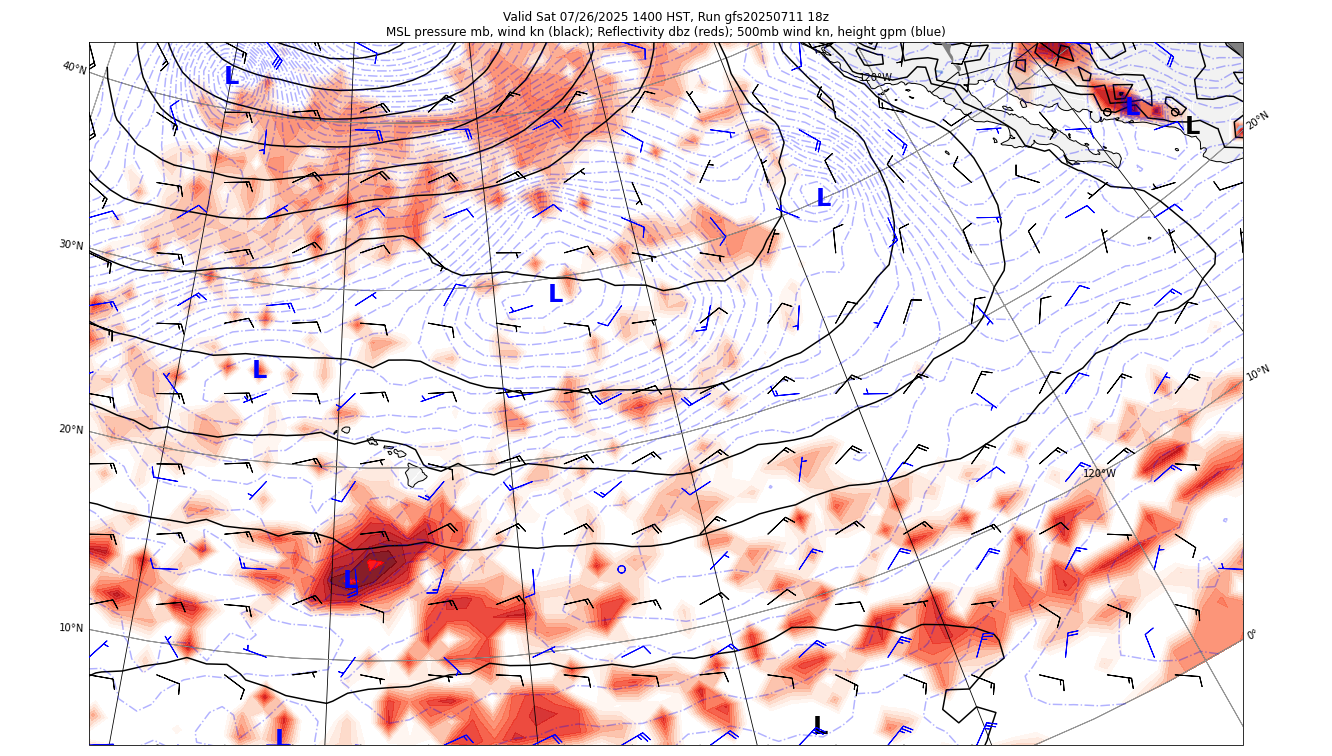 Valid Sat 07/26/2025 1400 HST, Run gfs20250711 18z
MSL pressure mb, wind kn (black); Reflectivity dbz (reds); 500mb wind kn, height gpm (blue)
40°N
L
120°W
L
L
20°N
L
30°N
L
L
10°N
20°N
120°W
L
10°N
0°
L
L